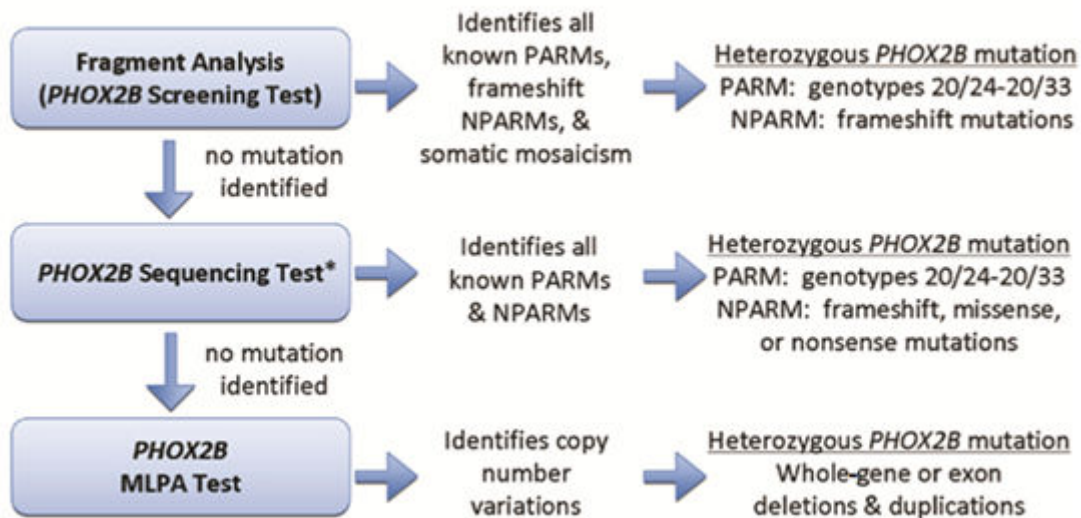 Fragment Analysis
(PHOX2B Screening Test)
Identifies all
known PARMs,
frameshift
NPARMs, &
somatic mosaicism
Heterozygous PHOX2B mutation
PARM: genotypes 20/24-20/33
NPARM: frameshift mutations
no mutation
identified
PHOX2B Sequencing Test*
Identifies all
known PARMs
& NPARMs
Heterozygous PHOX2B mutation
PARM: genotypes 20/24-20/33
NPARM: frameshift, missense,
or nonsense mutations
no mutation
identified
PHOX2B
MLPA Test
Identifies copy
number
variations
Heterozygous PHOX2B mutation
Whole-gene or exon
deletions & duplications